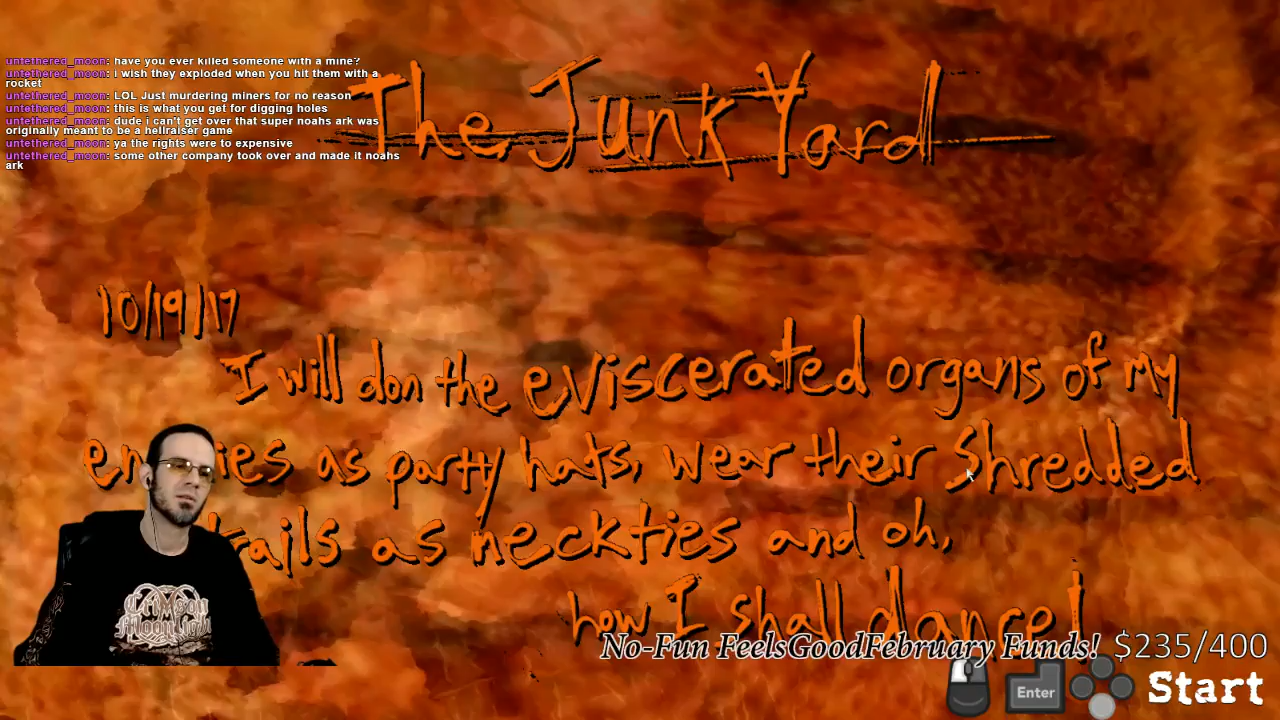 untethered_moon: have you ever killed someone with a mine?
untethered_moon: i wish they exploded when you hit them with a
rocket
untethered_moon: LOL Just murdering miners for no reason
untethered_moon: this is what you get for digging holes
untethered_moon: dude i can't get over that super noahs ark was
originally meant to be a hellraiser game
untethered_moon: ya the rights were to expensive
untethered_moon: some other company took over and made it noahs
ark
The Junk Yard
10/19/17
I will don the eviscerated organs of my
en ies as party hats, wear their shredded
rails as neckties and oh,
how I shall dance!
Crimson
Moonlight
No-Fun FeelsGoodFebruary Funds! $235/400
Enter
Start